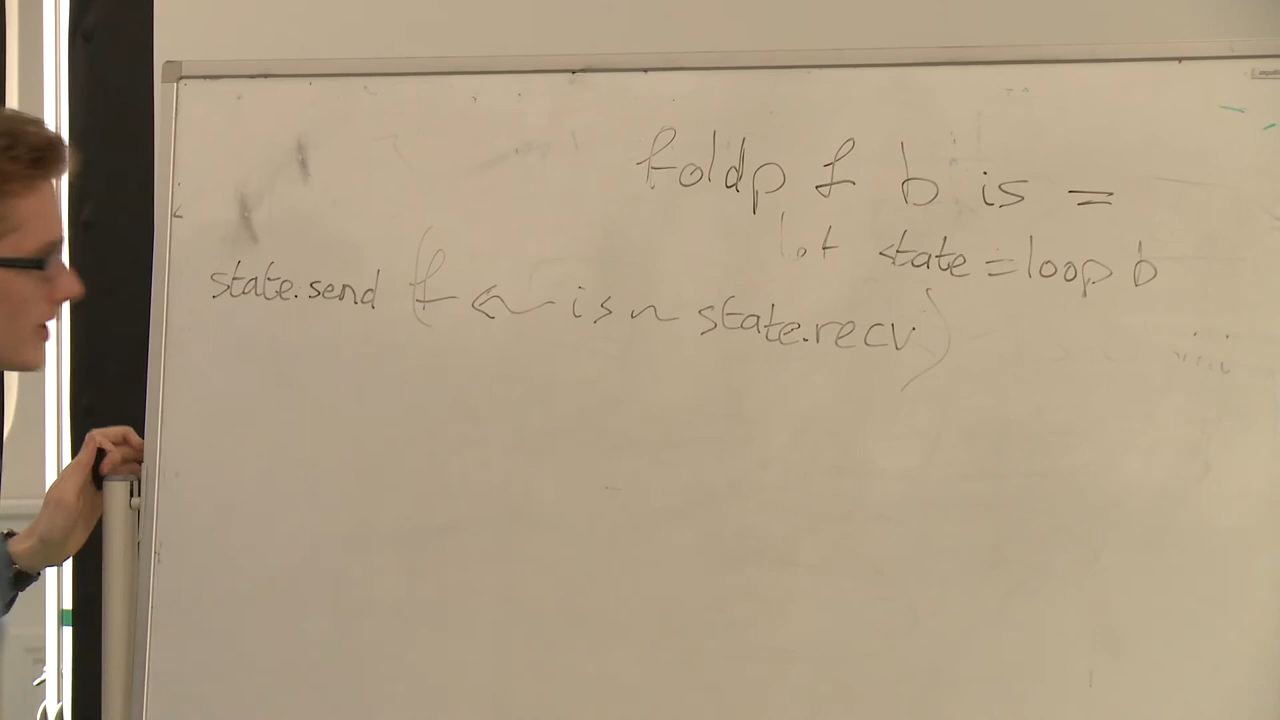 foldp f b is =
let state = loop b
state.send (f <~ is ~ state.recv)